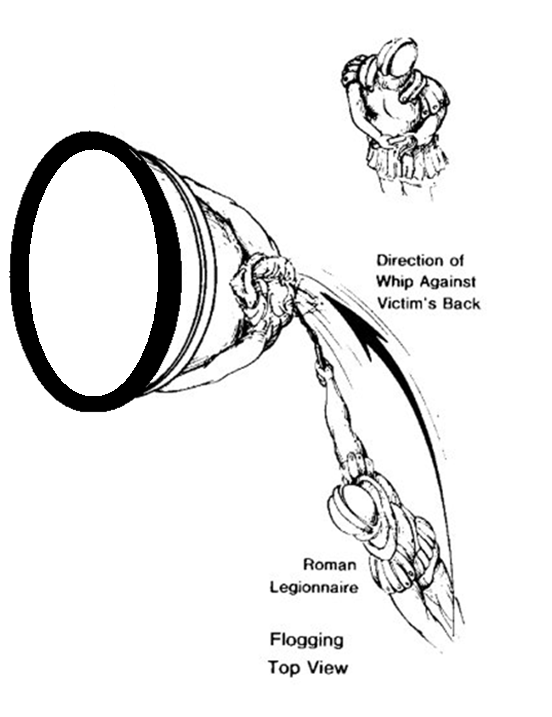 Direction of
Whip Against
Victim's Back
Roman
Legionnaire
Flogging
Top View